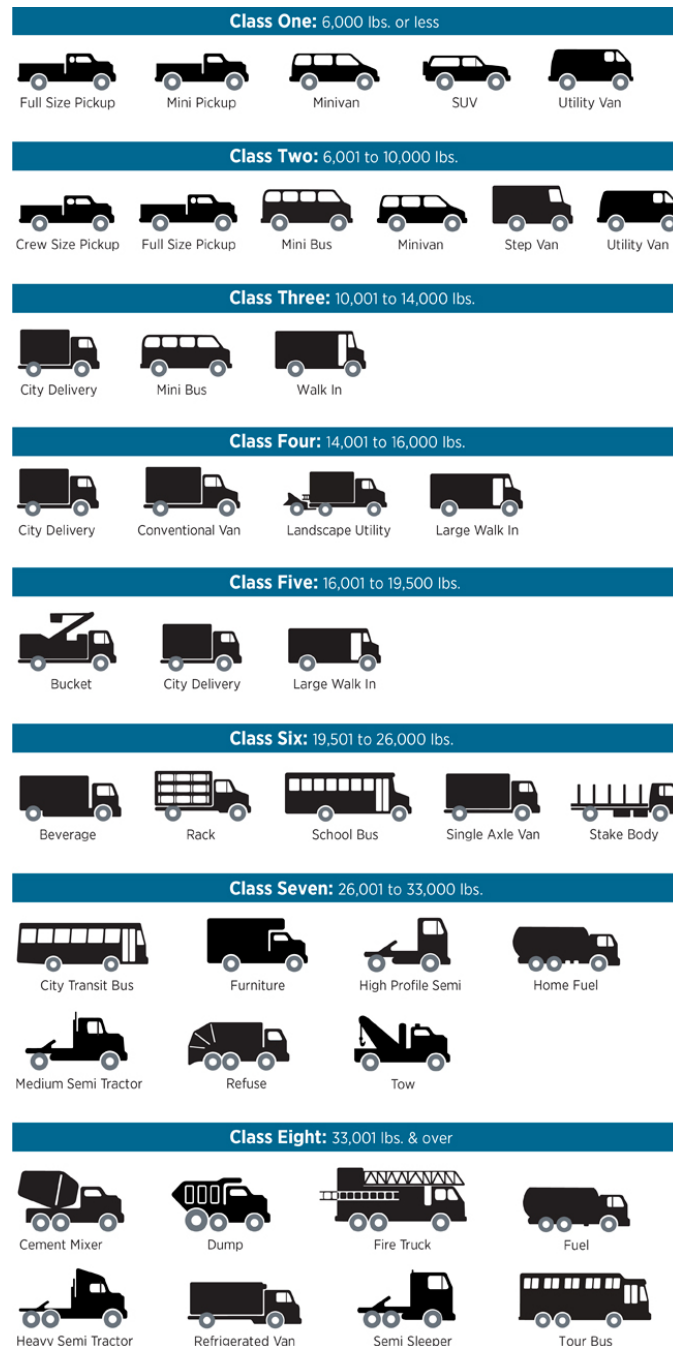 Class One: 6,000 lbs. or less
Full Size Pickup Mini Pickup Minivan SUV Utility Van
Class Two: 6,001 to 10,000 lbs.
Crew Size Pickup Full Size Pickup Mini Bus Minivan Step Van Utility Van
Class Three: 10,001 to 14,000 lbs.
City Delivery Mini Bus Walk In
Class Four: 14,001 to 16,000 lbs.
City Delivery Conventional Van Landscape Utility Large Walk In
Class Five: 16,001 to 19,500 lbs.
Bucket City Delivery Large Walk In
Class Six: 19,501 to 26,000 lbs.
Beverage Rack School Bus Single Axle Van Stake Body
Class Seven: 26,001 to 33,000 lbs.
City Transit Bus Furniture High Profile Semi Home Fuel
Medium Semi Tractor Refuse Tow
Class Eight: 33,001 lbs. & over
Cement Mixer Dump Fire Truck Fuel
Heavy Semi Tractor Refrigerated Van Semi Sleeper Tour Bus